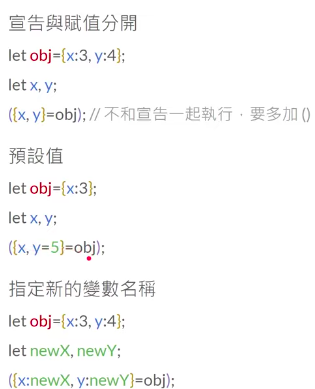 宣告與賦值分開
let obj={x:3, y:4};
let x, y;
({x, y}=obj); // 不和宣告一起執行，要多加 ()
預設值
let obj={x:3};
let x, y;
({x, y=5}=obj);
指定新的變數名稱
let obj={x:3, y:4};
let newX, newY;
({x:newX, y:newY}=obj);